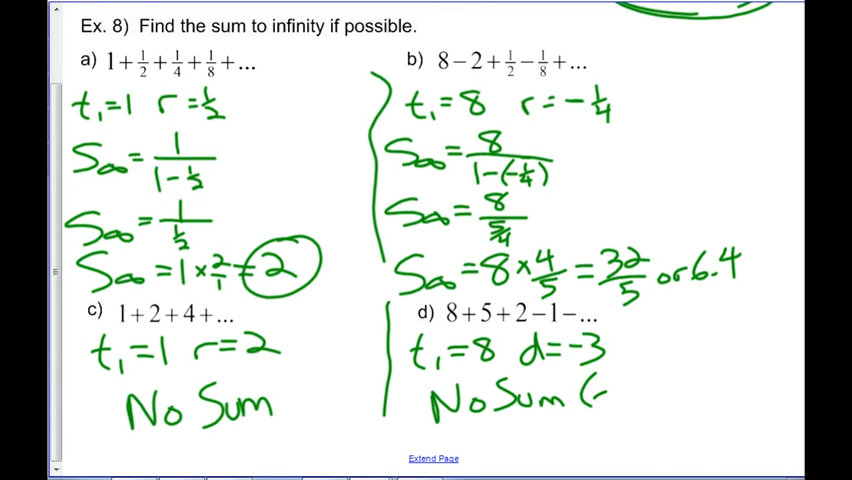 Ex. 8) Find the sum to infinity if possible.
a) 1 + 1/2 + 1/4 + 1/8 + ...
t₁ = 1 r = 1/2
S∞ = 1/(1 - 1/2)
S∞ = 1/(1/2)
S∞ = 1 × 2/1 = 2
b) 8 − 2 + 1/2 − 1/8 + ...
t₁ = 8 r = -1/4
S∞ = 8/(1-(-1/4))
S∞ = 8/(5/4)
S∞ = 8 × 4/5 = 32/5 or 6.4
c) 1 + 2 + 4 + ...
t₁ = 1 r = 2
No Sum
d) 8 + 5 + 2 − 1 − ...
t₁ = 8 d = -3
No Sum (
Extend Page